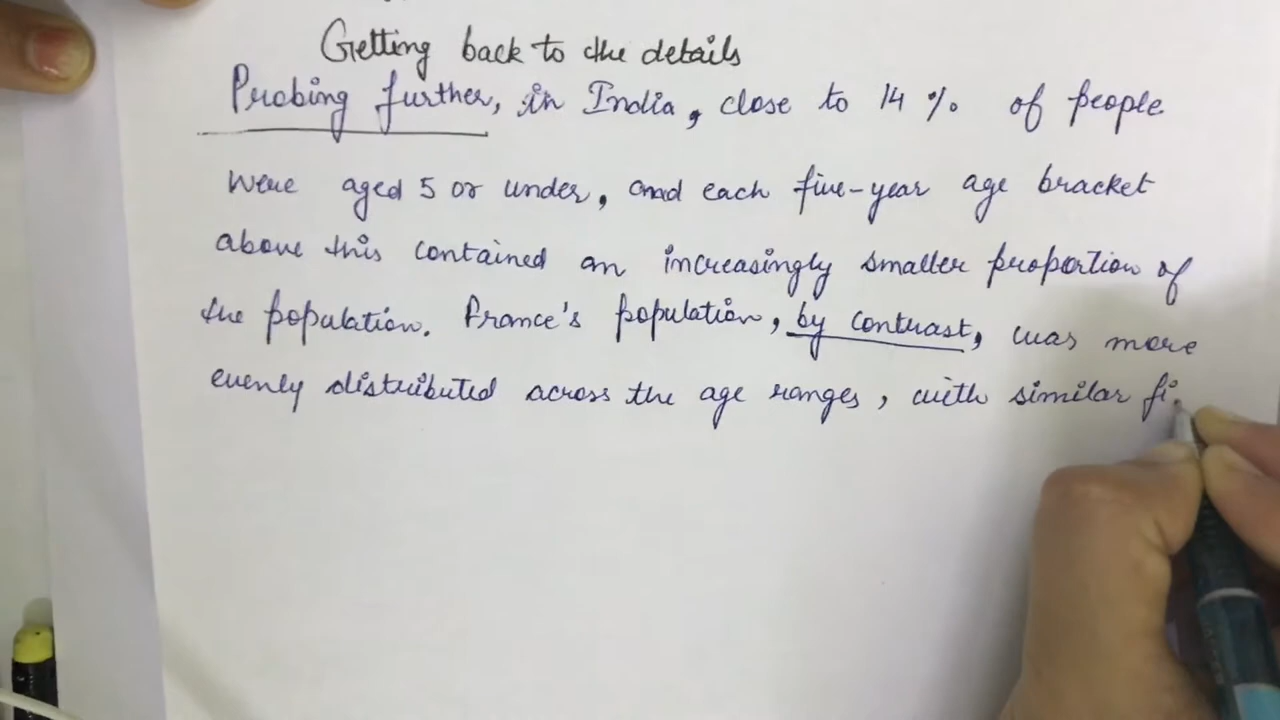 Getting back to the details
Probing further, in India, close to 14 % of people
were aged 5 or under, and each five-year age bracket
above this contained an increasingly smaller proportion of
the population. France's population, by contrast, was more
evenly distributed across the age ranges, with similar fi